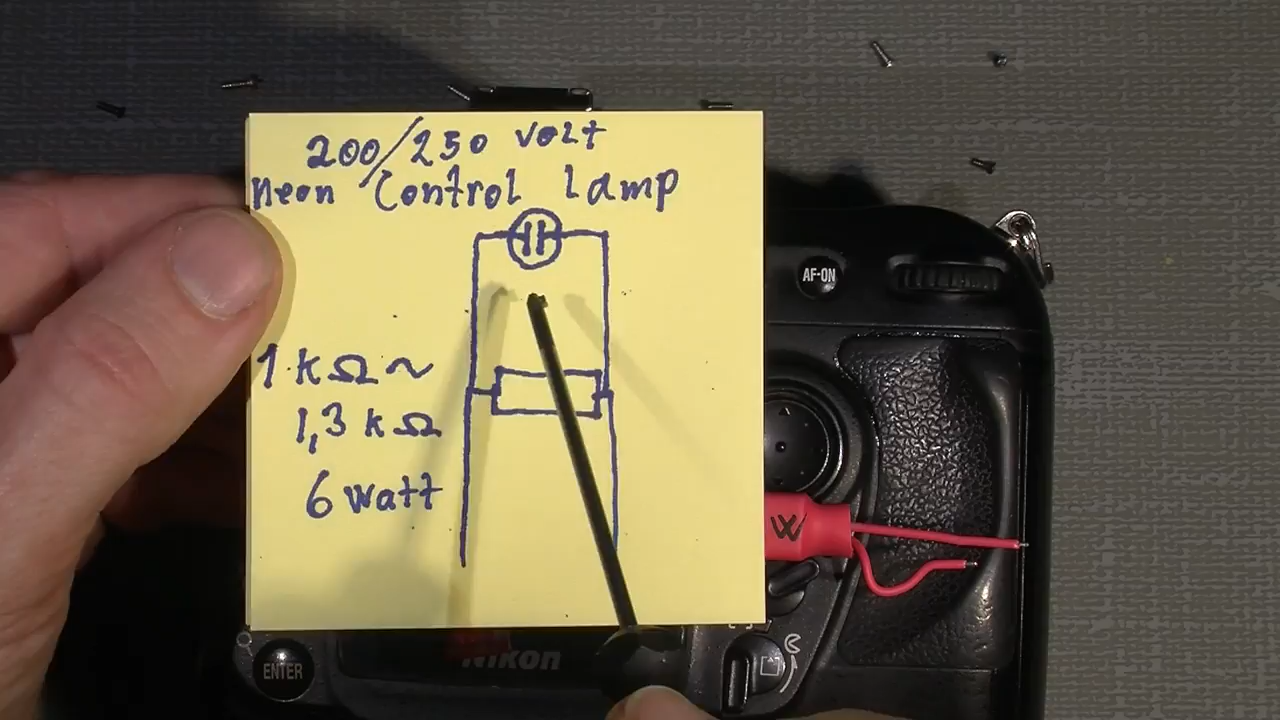 200/250 volt
Neon Control lamp
1 kΩ ~
1,3 kΩ
6 watt
AF-ON
W
ENTER
Nikon